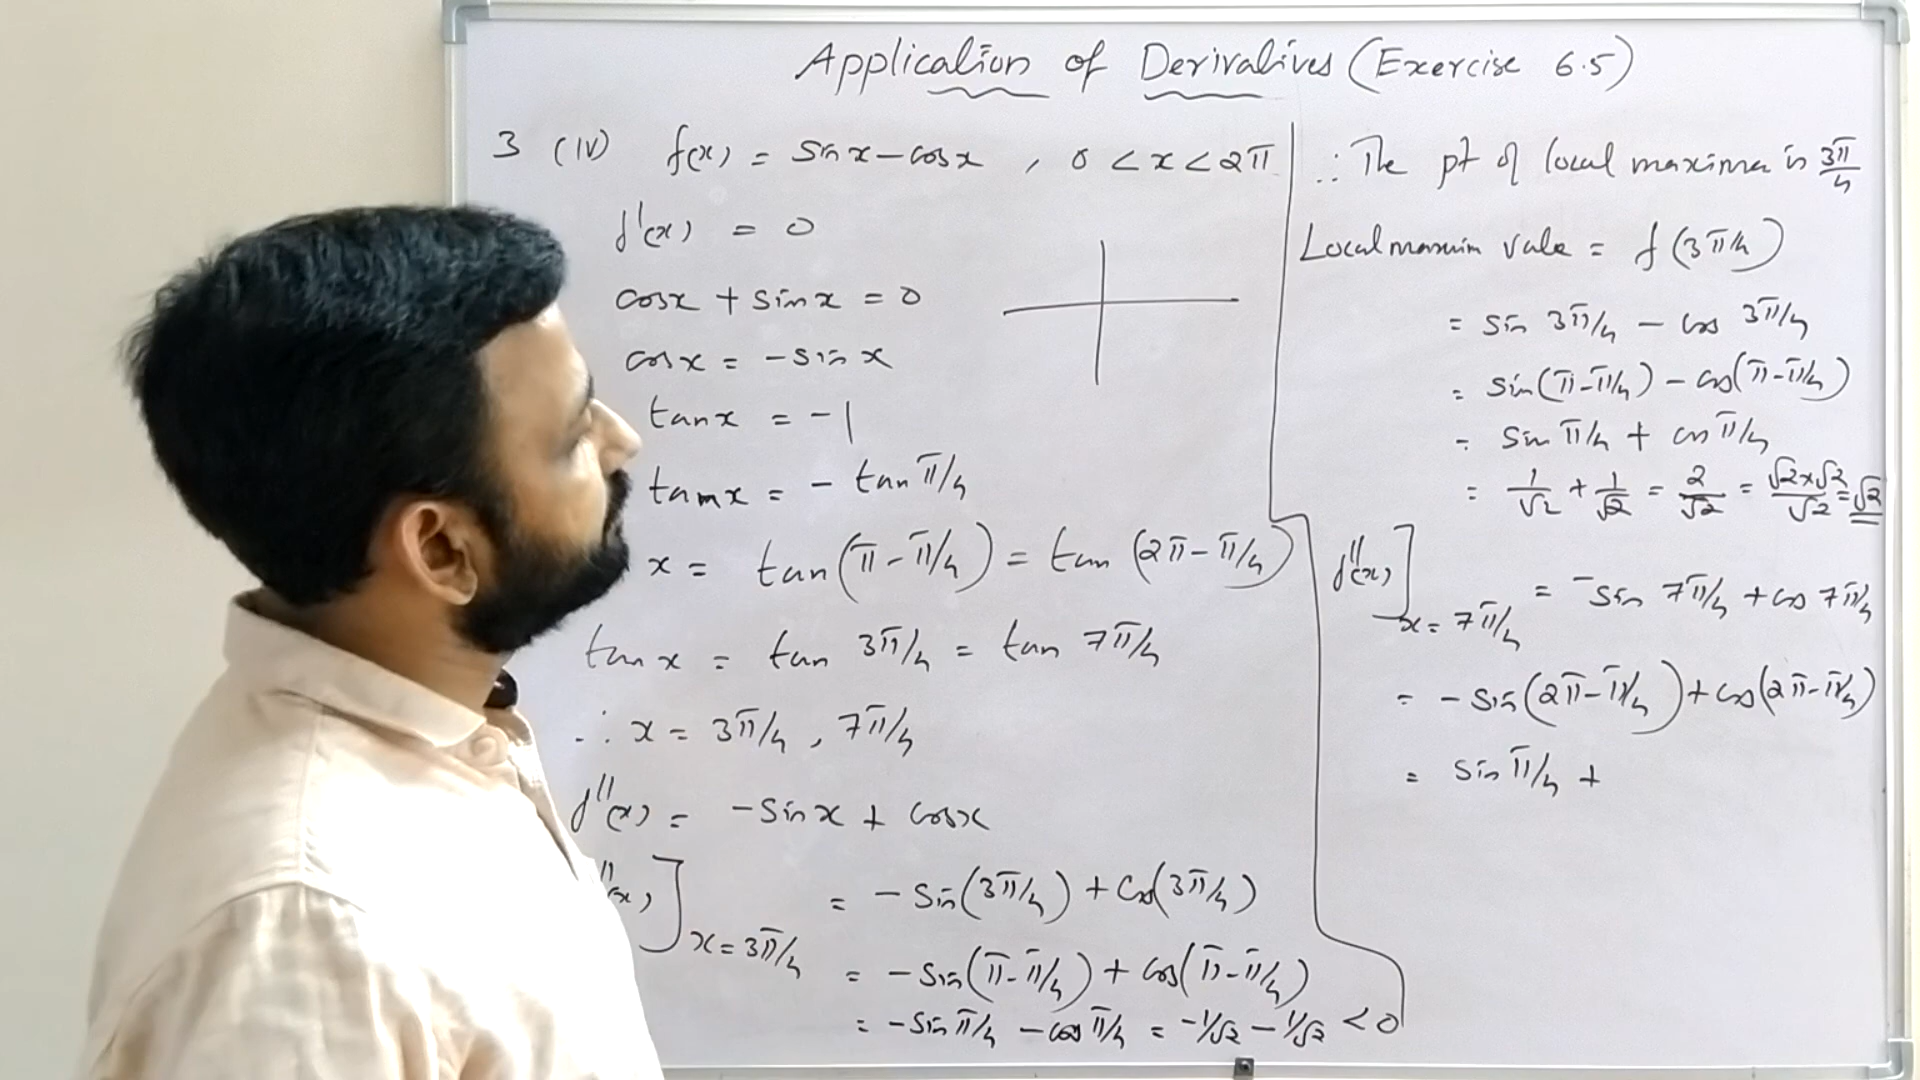 Application of Derivatives (Exercise 6.5)
3 (iv) f(x) = sin x - cos x , 0 < x < 2π
f'(x) = 0
cos x + sin x = 0
cos x = - sin x
tan x = -1
tan x = - tan π/4
x = tan (π - π/4) = tan (2π - π/4)
tan x = tan 3π/4 = tan 7π/4
∴ x = 3π/4 , 7π/4
f''(x) = - sin x + cos x
''(x)] x = 3π/4 = - sin (3π/4) + cos (3π/4)
= - sin (π - π/4) + cos (π - π/4)
= - sin π/4 - cos π/4 = -1/√2 - 1/√2 < 0
∴ The pt of local maxima is 3π/4
Local maximum value = f (3π/4)
= sin 3π/4 - cos 3π/4
= sin (π - π/4) - cos (π - π/4)
= sin π/4 + cos π/4
= 1/√2 + 1/√2 = 2/√2 = √2×√2/√2 = √2
f''(x)] x = 7π/4 = - sin 7π/4 + cos 7π/4
= - sin (2π - π/4) + cos (2π - π/4)
= sin π/4 +